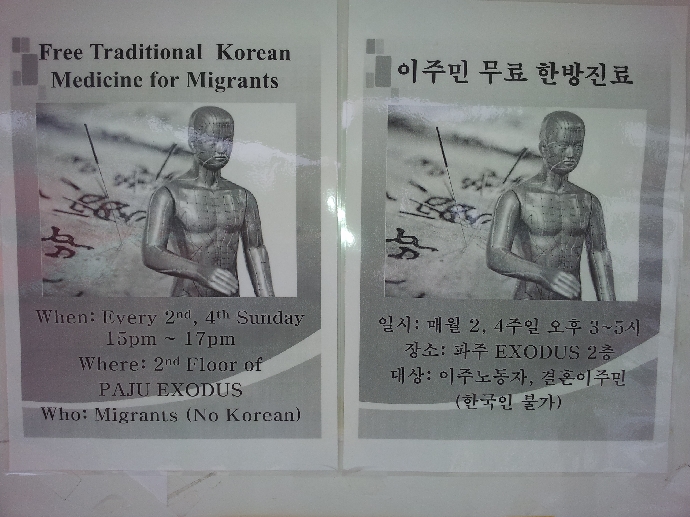 Free Traditional Korean
Medicine for Migrants
When: Every 2nd, 4th Sunday
15pm ~ 17pm
Where: 2nd Floor of
PAJU EXODUS
Who: Migrants (No Korean)
이주민 무료 한방진료
일시: 매월 2, 4주일 오후 3~5시
장소: 파주 EXODUS 2층
대상: 이주노동자, 결혼이주민
(한국인 불가)